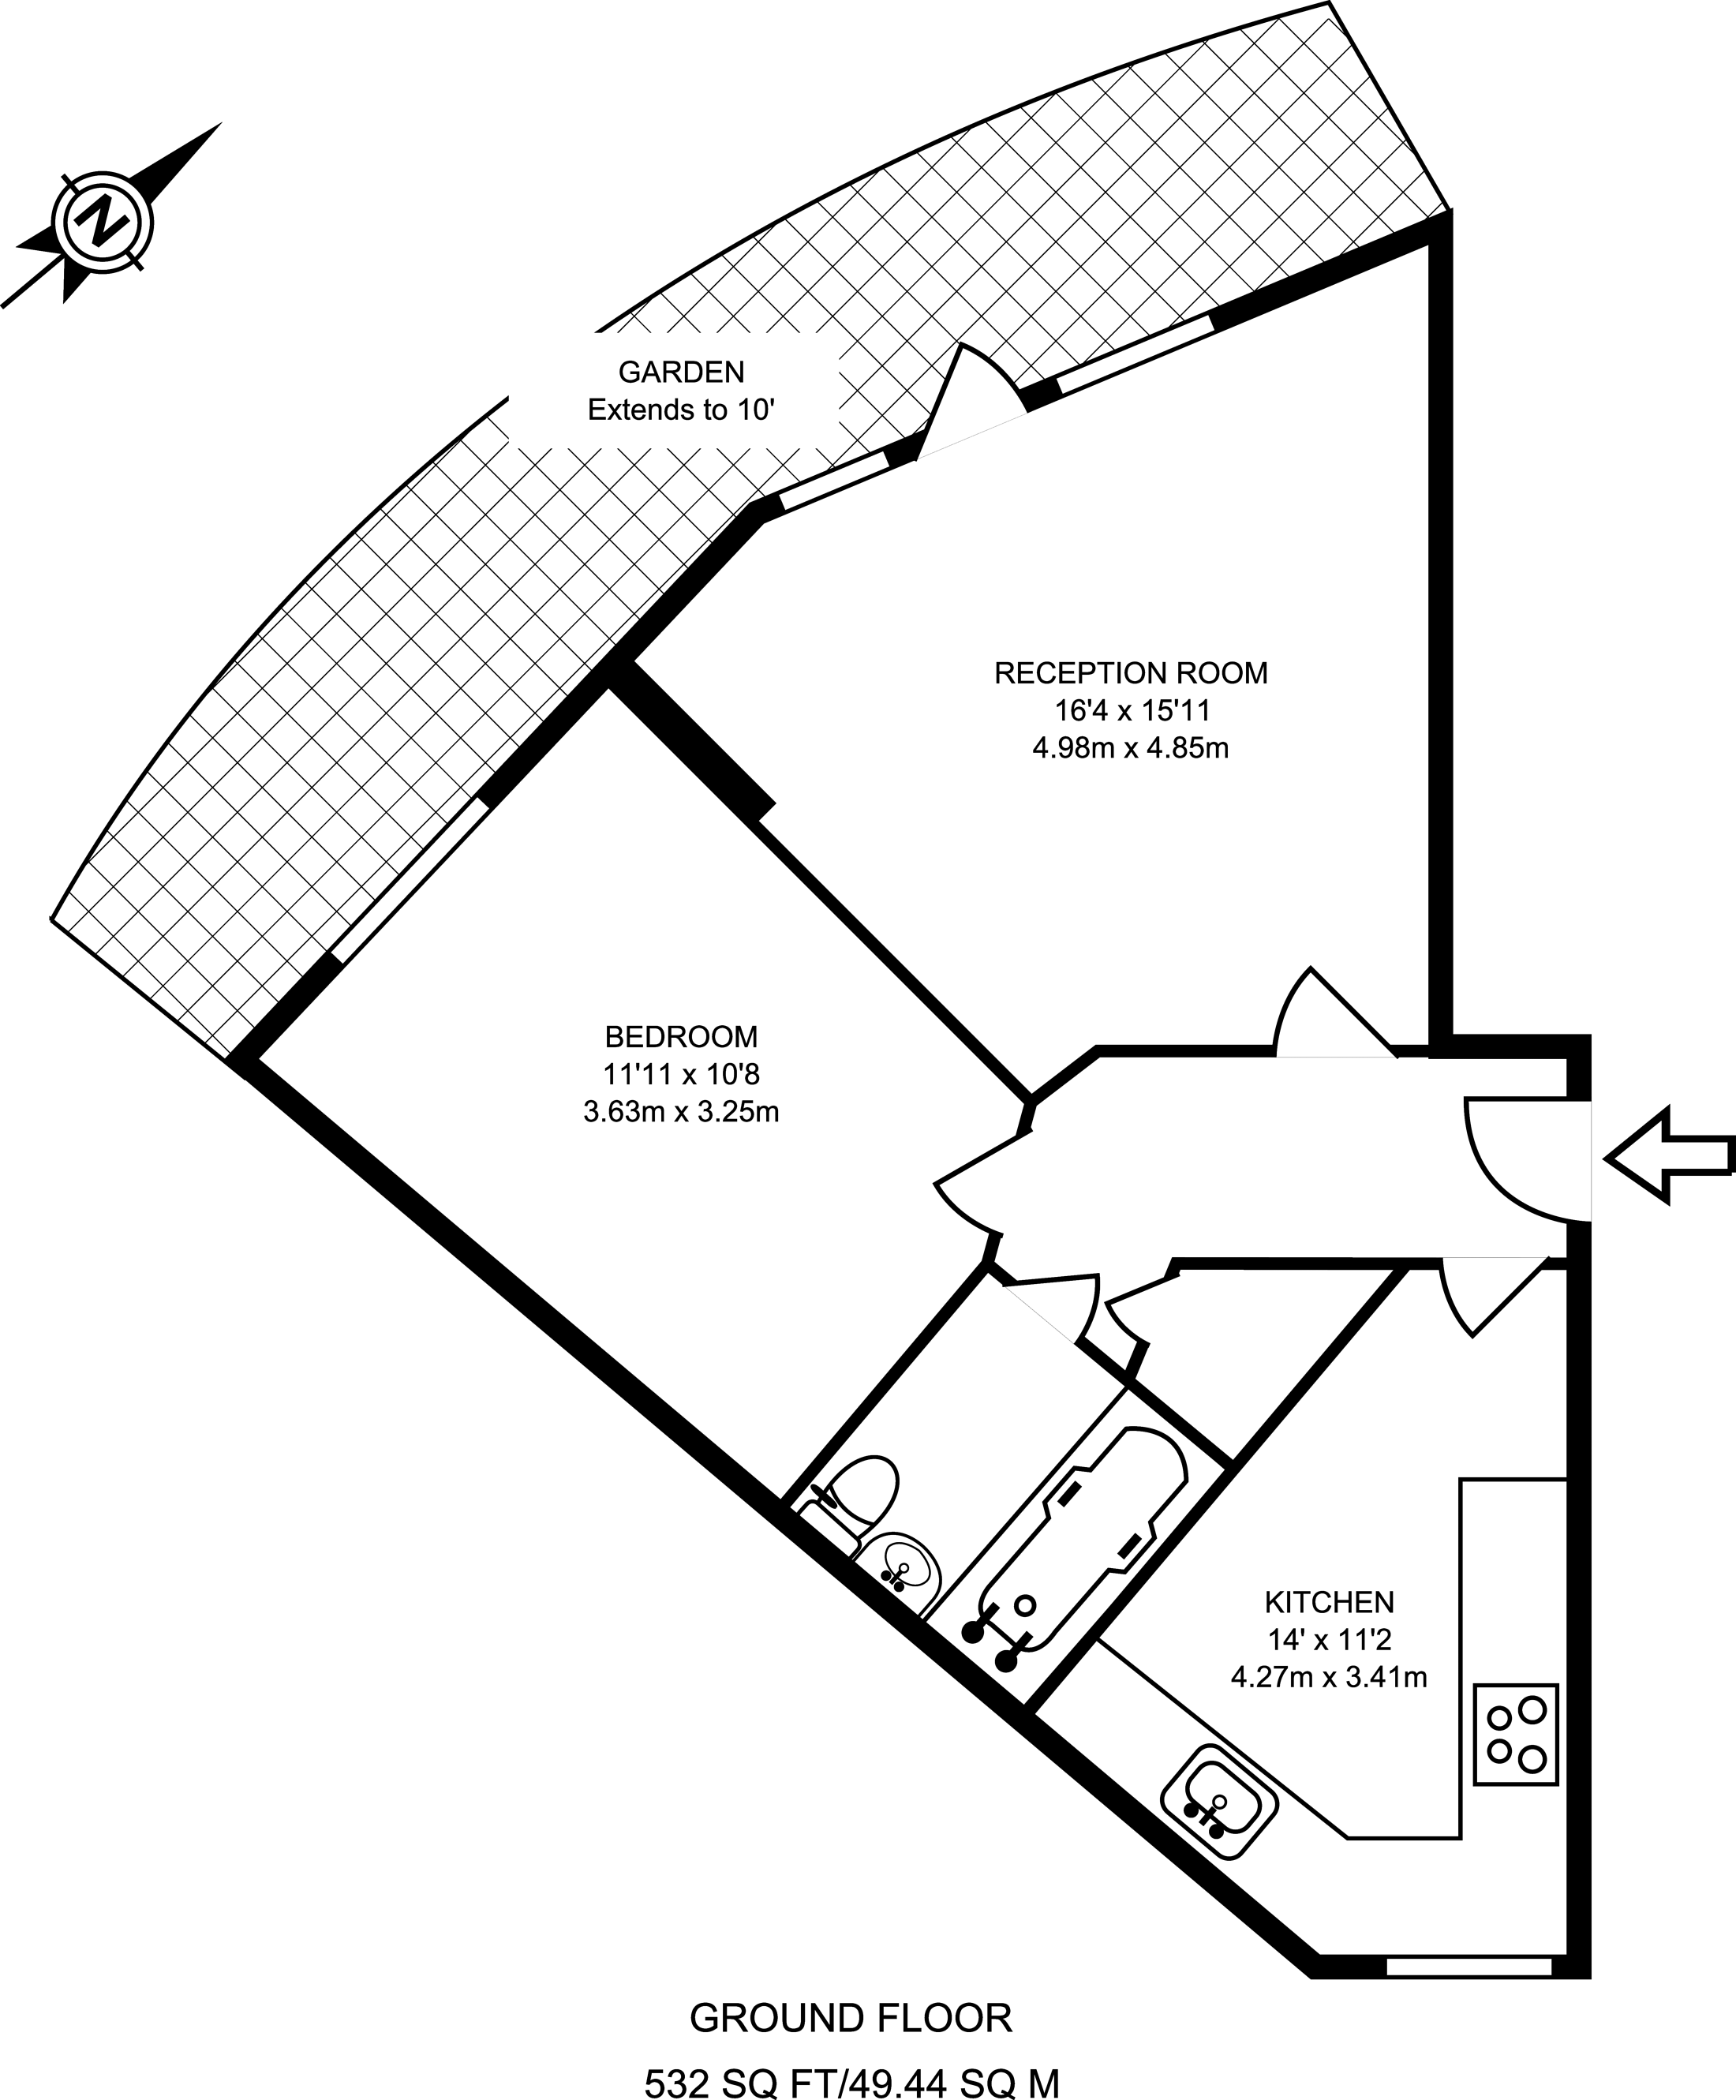 N
GARDEN
Extends to 10'
RECEPTION ROOM
16'4 x 15'11
4.98m x 4.85m
BEDROOM
11'11 x 10'8
3.63m x 3.25m
KITCHEN
14' x 11'2
4.27m x 3.41m
GROUND FLOOR
532 SQ FT/49.44 SQ M